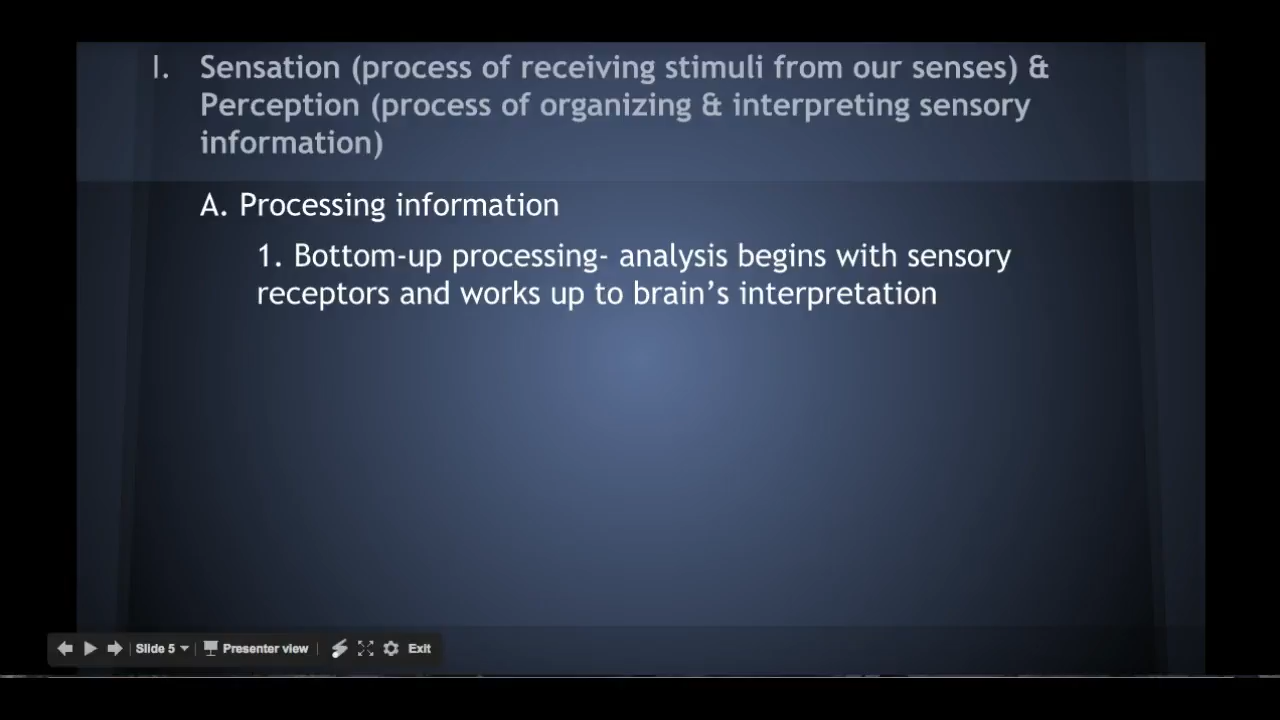 I. Sensation (process of receiving stimuli from our senses) &
Perception (process of organizing & interpreting sensory
information)
A. Processing information
1. Bottom-up processing- analysis begins with sensory
receptors and works up to brain’s interpretation
Slide 5 Presenter view Exit